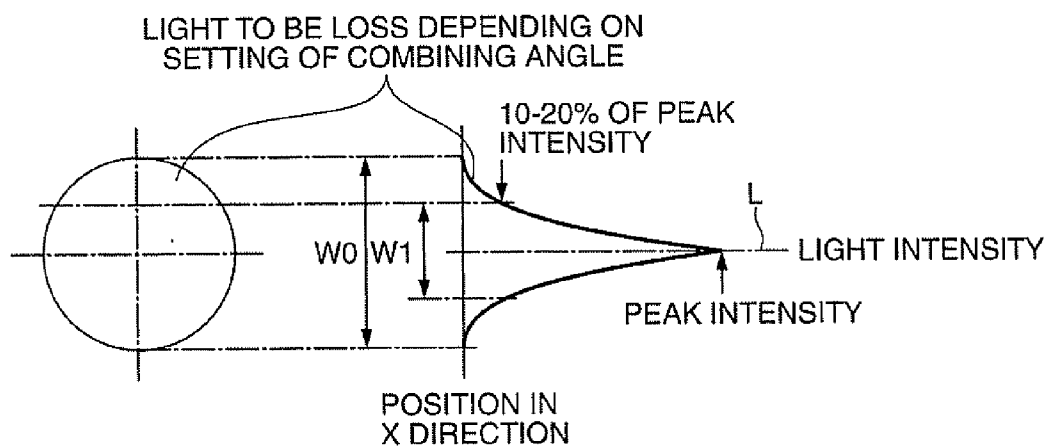 LIGHT TO BE LOSS DEPENDING ON
SETTING OF COMBINING ANGLE
10-20% OF PEAK
INTENSITY
L
W0 W1
LIGHT INTENSITY
PEAK INTENSITY
POSITION IN
X DIRECTION